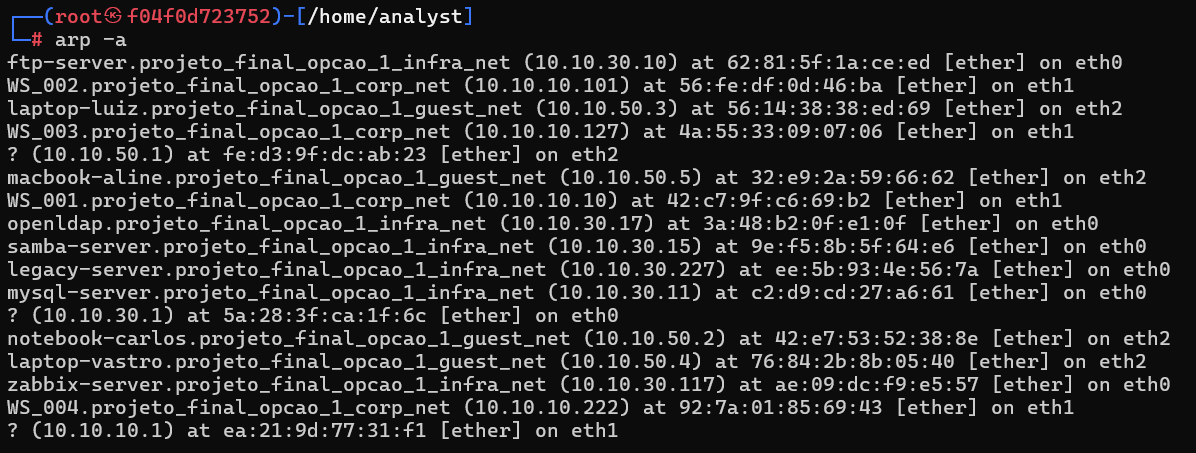 ┌──(root㉿f04f0d723752)-[/home/analyst]
└─# arp -a
ftp-server.projeto_final_opcao_1_infra_net (10.10.30.10) at 62:81:5f:1a:ce:ed [ether] on eth0
WS_002.projeto_final_opcao_1_corp_net (10.10.10.101) at 56:fe:df:0d:46:ba [ether] on eth1
laptop-luiz.projeto_final_opcao_1_guest_net (10.10.50.3) at 56:14:38:38:ed:69 [ether] on eth2
WS_003.projeto_final_opcao_1_corp_net (10.10.10.127) at 4a:55:33:09:07:06 [ether] on eth1
? (10.10.50.1) at fe:d3:9f:dc:ab:23 [ether] on eth2
macbook-aline.projeto_final_opcao_1_guest_net (10.10.50.5) at 32:e9:2a:59:66:62 [ether] on eth2
WS_001.projeto_final_opcao_1_corp_net (10.10.10.10) at 42:c7:9f:c6:69:b2 [ether] on eth1
openldap.projeto_final_opcao_1_infra_net (10.10.30.17) at 3a:48:b2:0f:e1:0f [ether] on eth0
samba-server.projeto_final_opcao_1_infra_net (10.10.30.15) at 9e:f5:8b:5f:64:e6 [ether] on eth0
legacy-server.projeto_final_opcao_1_infra_net (10.10.30.227) at ee:5b:93:4e:56:7a [ether] on eth0
mysql-server.projeto_final_opcao_1_infra_net (10.10.30.11) at c2:d9:cd:27:a6:61 [ether] on eth0
? (10.10.30.1) at 5a:28:3f:ca:1f:6c [ether] on eth0
notebook-carlos.projeto_final_opcao_1_guest_net (10.10.50.2) at 42:e7:53:52:38:8e [ether] on eth2
laptop-vastro.projeto_final_opcao_1_guest_net (10.10.50.4) at 76:84:2b:8b:05:40 [ether] on eth2
zabbix-server.projeto_final_opcao_1_infra_net (10.10.30.117) at ae:09:dc:f9:e5:57 [ether] on eth0
WS_004.projeto_final_opcao_1_corp_net (10.10.10.222) at 92:7a:01:85:69:43 [ether] on eth1
? (10.10.10.1) at ea:21:9d:77:31:f1 [ether] on eth1